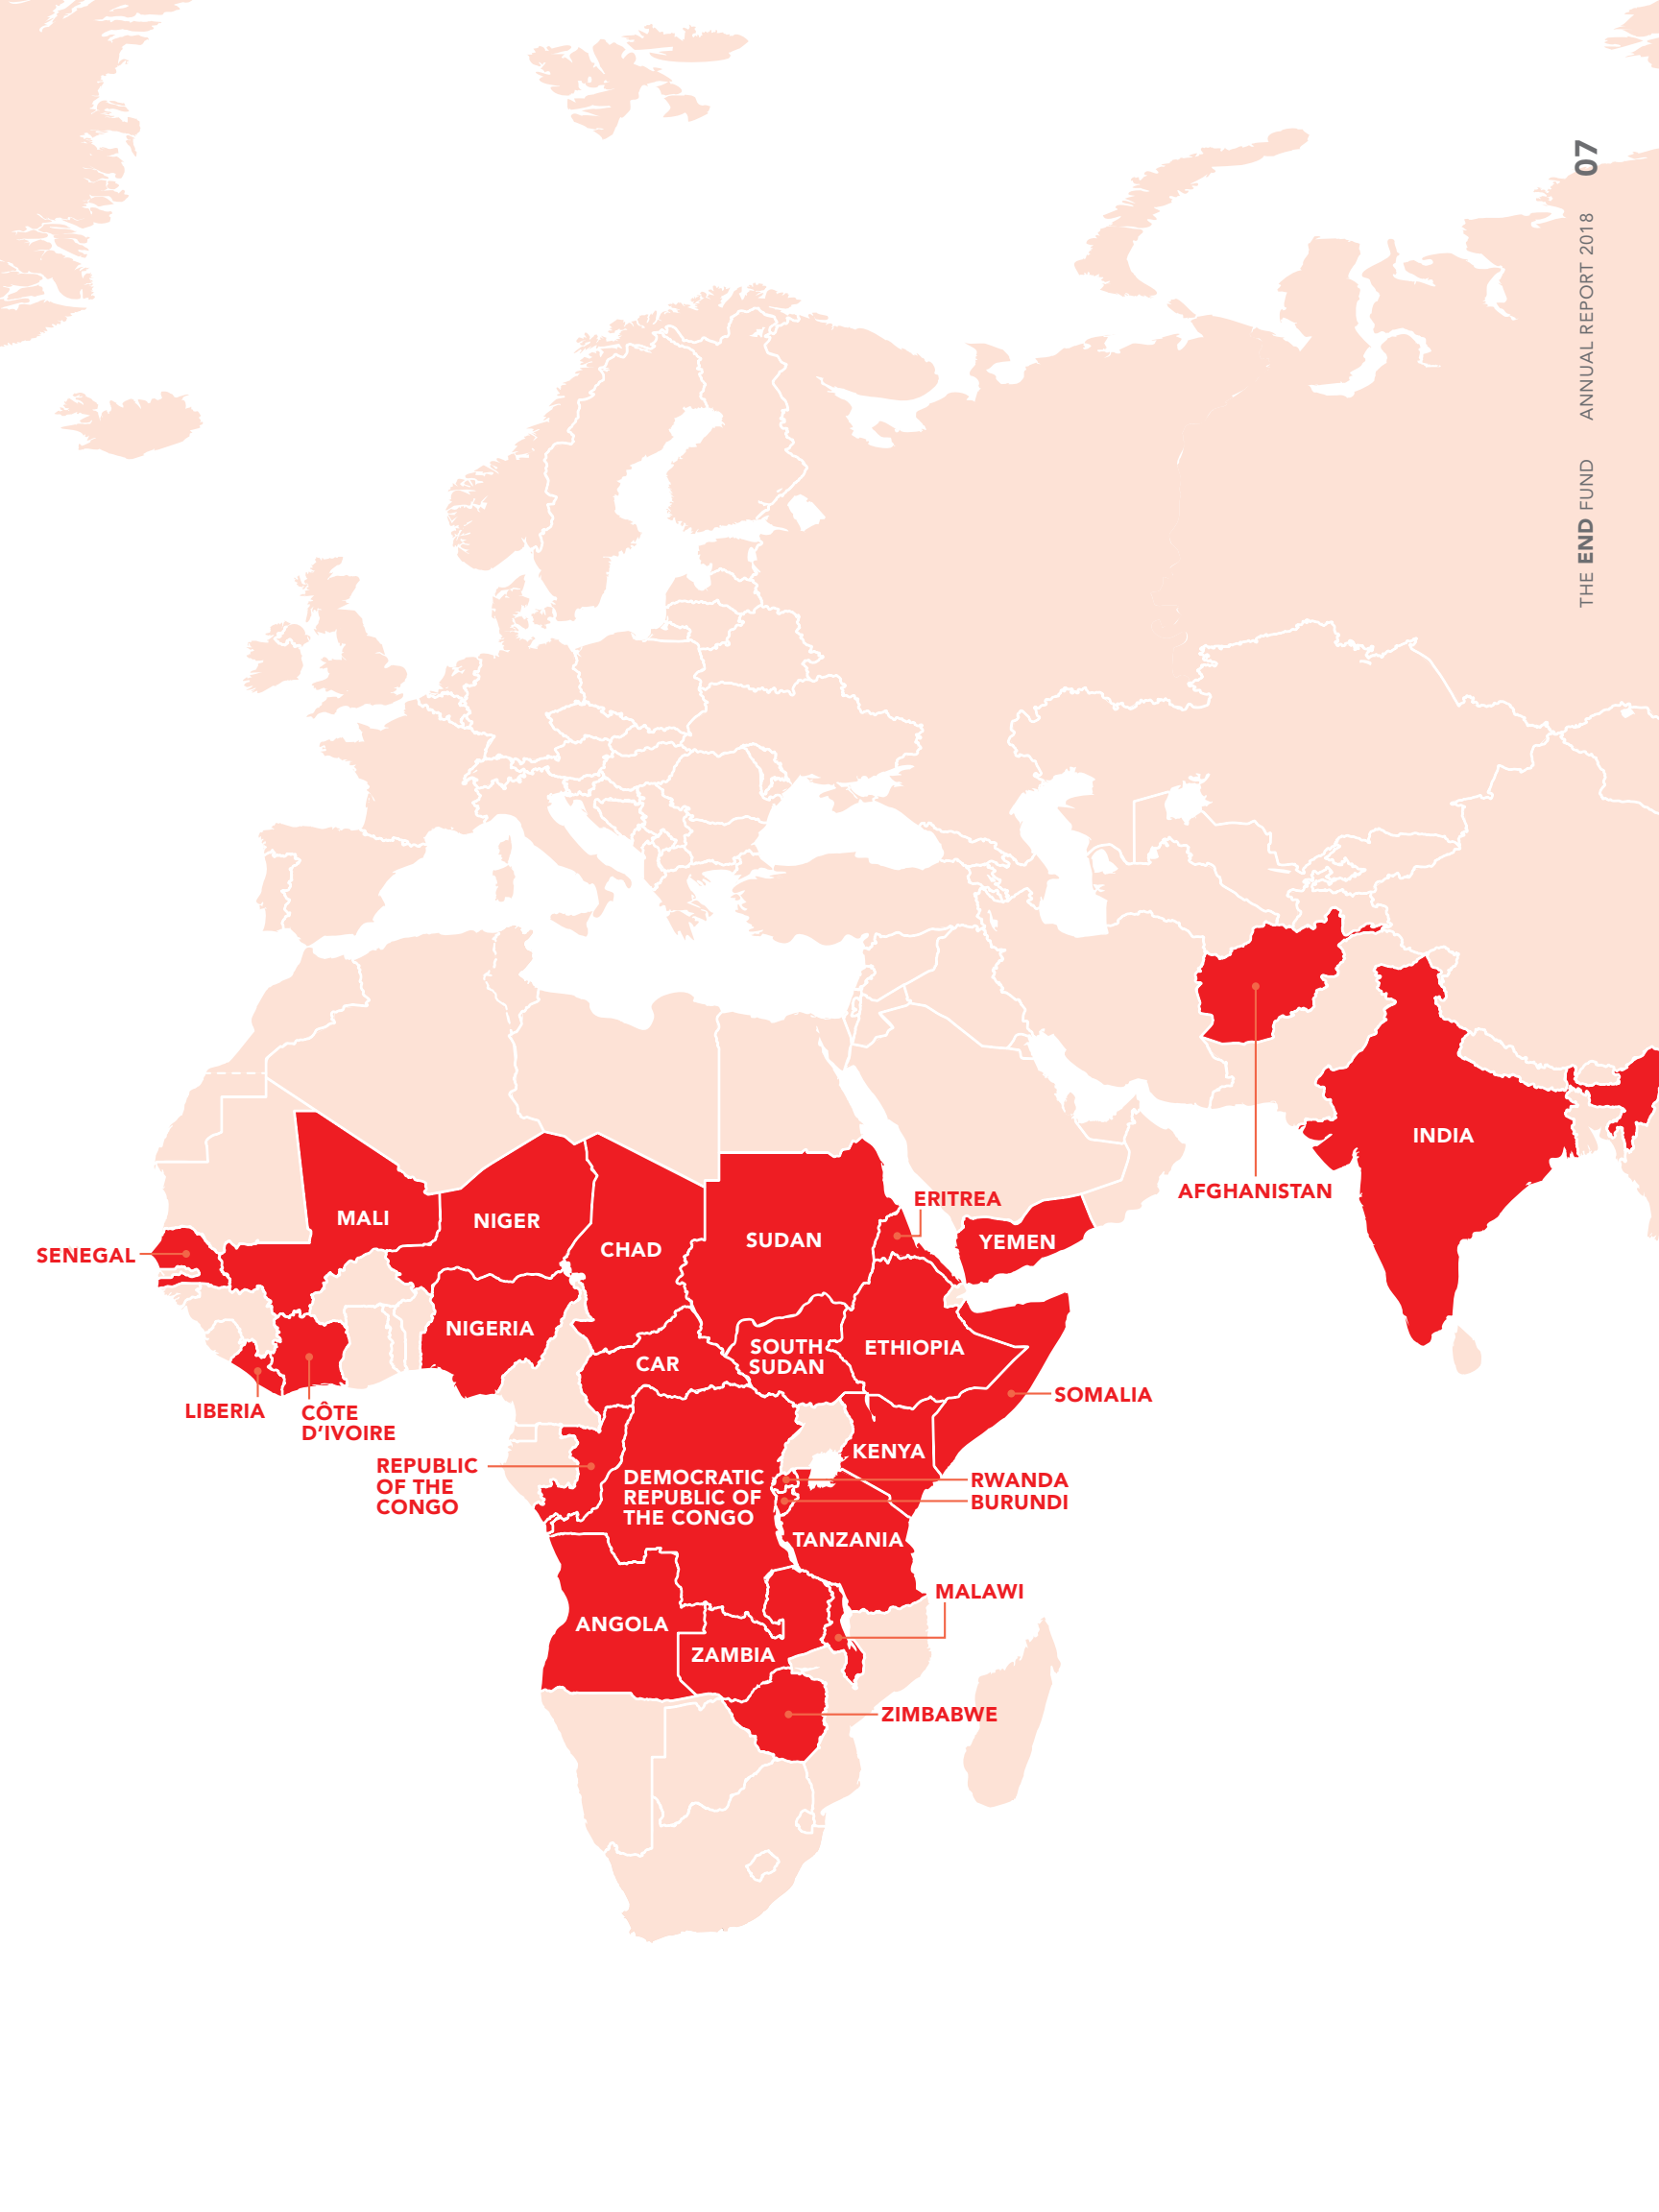 07
ANNUAL REPORT 2018
THE END FUND
INDIA
AFGHANISTAN
ERITREA
MALI
NIGER
SUDAN
YEMEN
SENEGAL
CHAD
NIGERIA
SOUTH
SUDAN
ETHIOPIA
CAR
SOMALIA
LIBERIA
CÔTE
D’IVOIRE
KENYA
REPUBLIC
OF THE
CONGO
DEMOCRATIC
REPUBLIC OF
THE CONGO
RWANDA
BURUNDI
TANZANIA
MALAWI
ANGOLA
ZAMBIA
ZIMBABWE